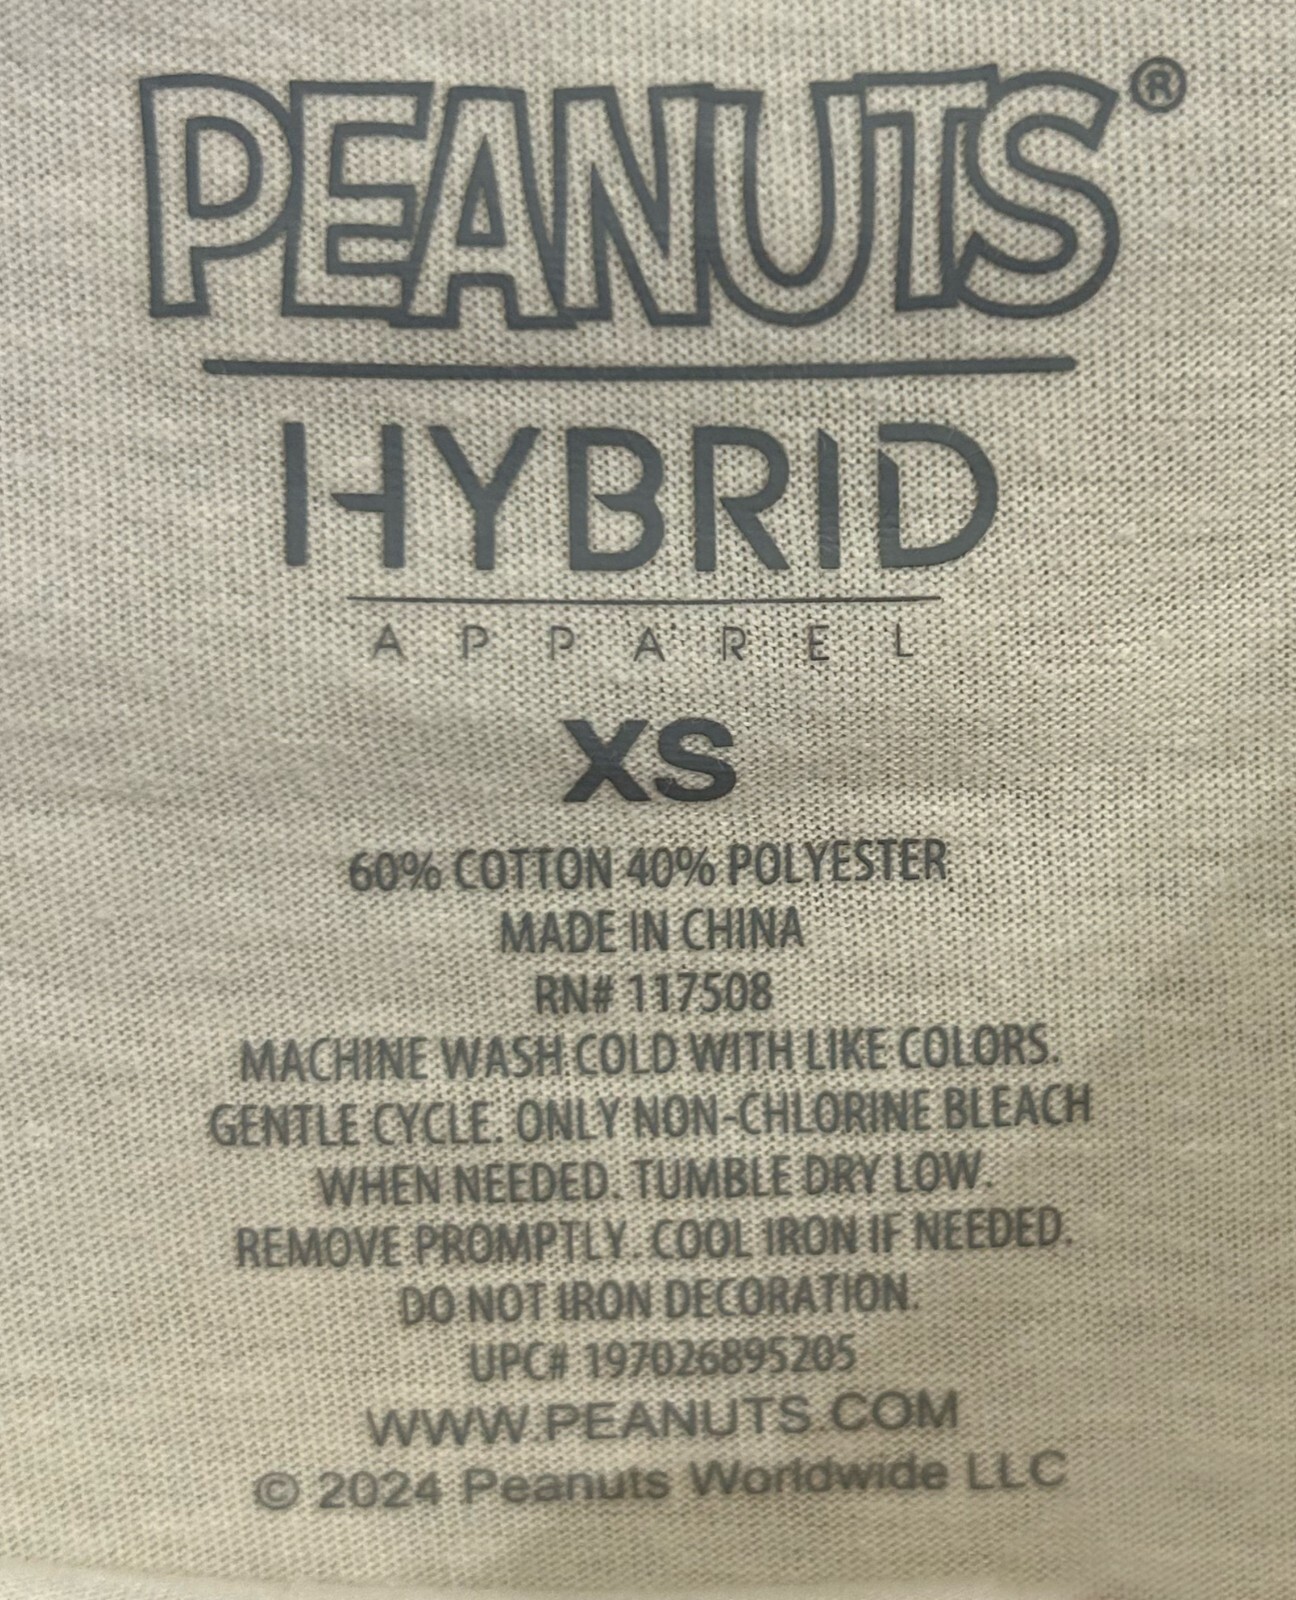 PEANUTS®
HYBRID
APPAREL
XS
60% COTTON 40% POLYESTER
MADE IN CHINA
RN# 117508
MACHINE WASH COLD WITH LIKE COLORS.
GENTLE CYCLE. ONLY NON-CHLORINE BLEACH
WHEN NEEDED. TUMBLE DRY LOW.
REMOVE PROMPTLY. COOL IRON IF NEEDED.
DO NOT IRON DECORATION.
UPC# 197026895205
WWW.PEANUTS.COM
© 2024 Peanuts Worldwide LLC